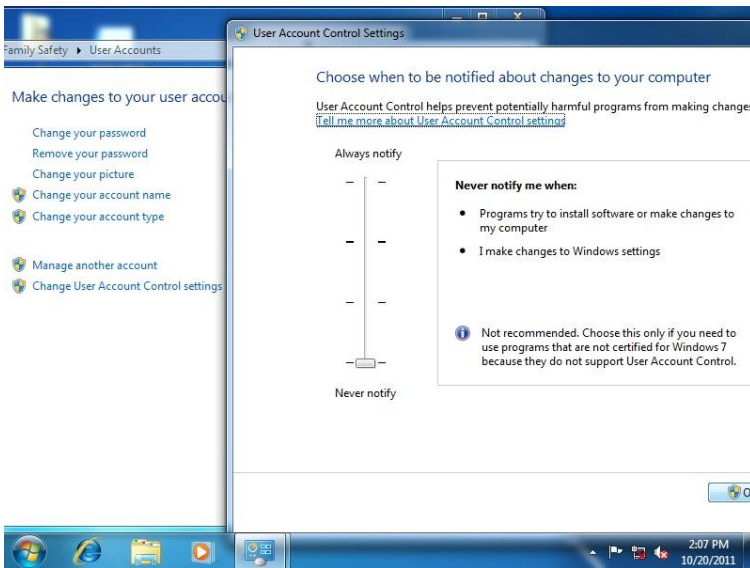 Family Safety ▸ User Accounts
Make changes to your user accou
Change your password
Remove your password
Change your picture
Change your account name
Change your account type
Manage another account
Change User Account Control settings
User Account Control Settings
Choose when to be notified about changes to your computer
User Account Control helps prevent potentially harmful programs from making changes
Tell me more about User Account Control settings
Always notify
Never notify me when:
• Programs try to install software or make changes to
my computer
• I make changes to Windows settings
Not recommended. Choose this only if you need to
use programs that are not certified for Windows 7
because they do not support User Account Control.
Never notify
O
2:07 PM
10/20/2011